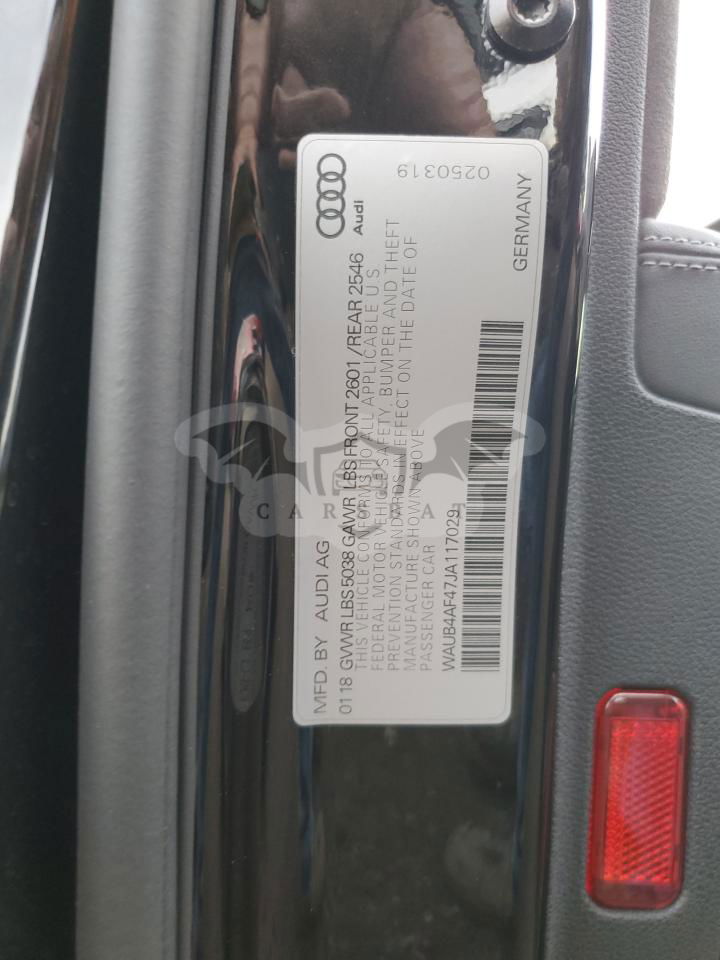 Audi
0250319
MFD. BY AUDI AG
01 18 GVWR LBS 5038 GAWR LBS FRONT 2601 / REAR 2546
THIS VEHICLE CONFORMS TO ALL APPLICABLE U.S.
FEDERAL MOTOR VEHICLE SAFETY, BUMPER AND THEFT
PREVENTION STANDARDS IN EFFECT ON THE DATE OF
MANUFACTURE SHOWN ABOVE
PASSENGER CAR
WAUB4AF47JA117029
GERMANY